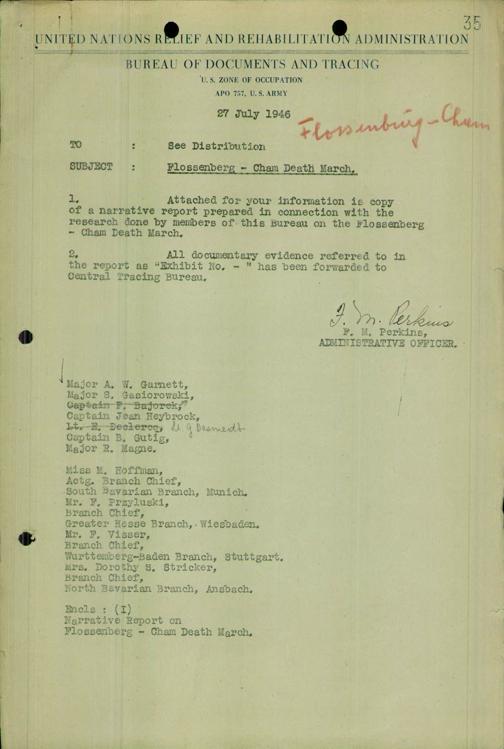 35
UNITED NATIONS RELIEF AND REHABILITATION ADMINISTRATION
BUREAU OF DOCUMENTS AND TRACING
U. S. ZONE OF OCCUPATION
APO 757, U. S. ARMY
27 July 1946
Flossenbürg - Cham
TO : See Distribution
SUBJECT : Flossenberg - Cham Death March.
1. Attached for your information is copy
of a narrative report prepared in connection with the
research done by members of this Bureau on the Flossenberg
- Cham Death March.
2. All documentary evidence referred to in
the report as "Exhibit No. - " has been forwarded to
Central Tracing Bureau.
F. M. Perkins
F. M. Perkins,
ADMINISTRATIVE OFFICER.
Major A. W. Garnett,
Major S. Gasiorowski,
Captain F. Bajorek,
Captain Jean Heybrock,
Lt. E. Declercq,
Captain B. Gutig,
Major R. Magne.
Miss M. Hoffman,
Actg. Branch Chief,
South Bavarian Branch, Munich.
Mr. F. Przyluski,
Branch Chief,
Greater Hesse Branch, Wiesbaden.
Mr. F. Visser,
Branch Chief,
Wurttemberg-Baden Branch, Stuttgart.
Mrs. Dorothy S. Stricker,
Branch Chief,
North Bavarian Branch, Ansbach.
Encls : (I)
Narrative Report on
Flossenberg - Cham Death March.